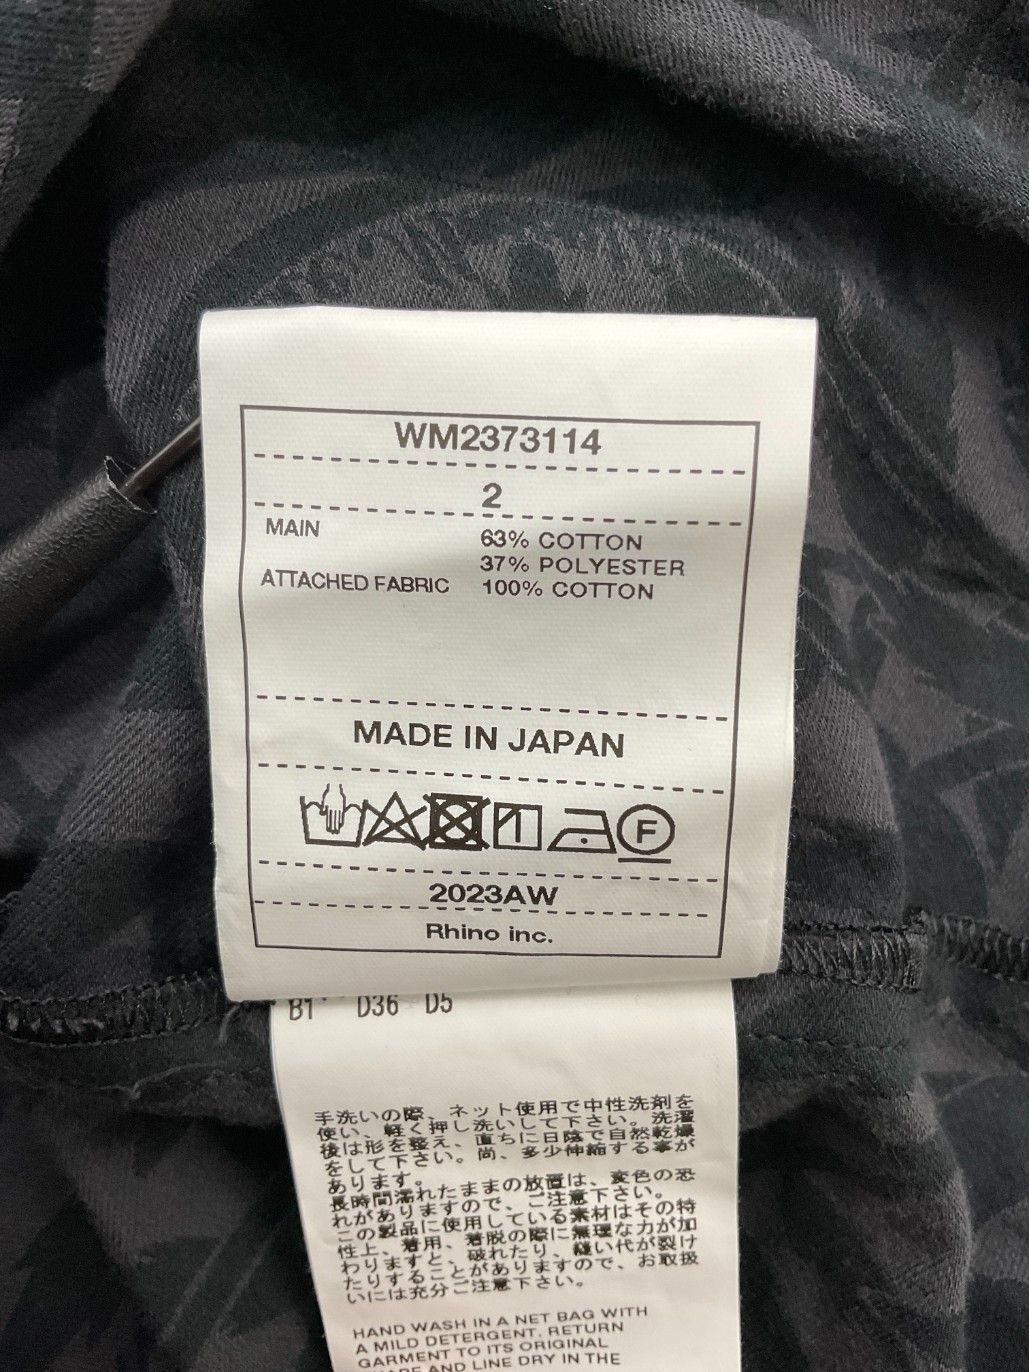 WM2373114
2
MAIN 63% COTTON
37% POLYESTER
ATTACHED FABRIC 100% COTTON
MADE IN JAPAN
F
2023AW
Rhino inc.
B1 D36 D5
手洗いの際、ネット使用で中性洗剤を
使い、軽く押し洗いして下さい。洗濯
後は形を整え、直ちに日陰で自然乾燥
をして下さい。尚、多少伸縮する事が
あります。
長時間濡れたままの放置は、変色の恐
れがありますので、ご注意下さい。
この製品に使用している素材はその特
性上、着用、着脱の際に無理な力が加
わりますと、破れたり、縫い代が裂け
たりすることがありますので、お取扱
いには充分ご注意下さい。
HAND WASH IN A NET BAG WITH
A MILD DETERGENT. RETURN
GARMENT TO ITS ORIGINAL
AND LINE DRY IN THE